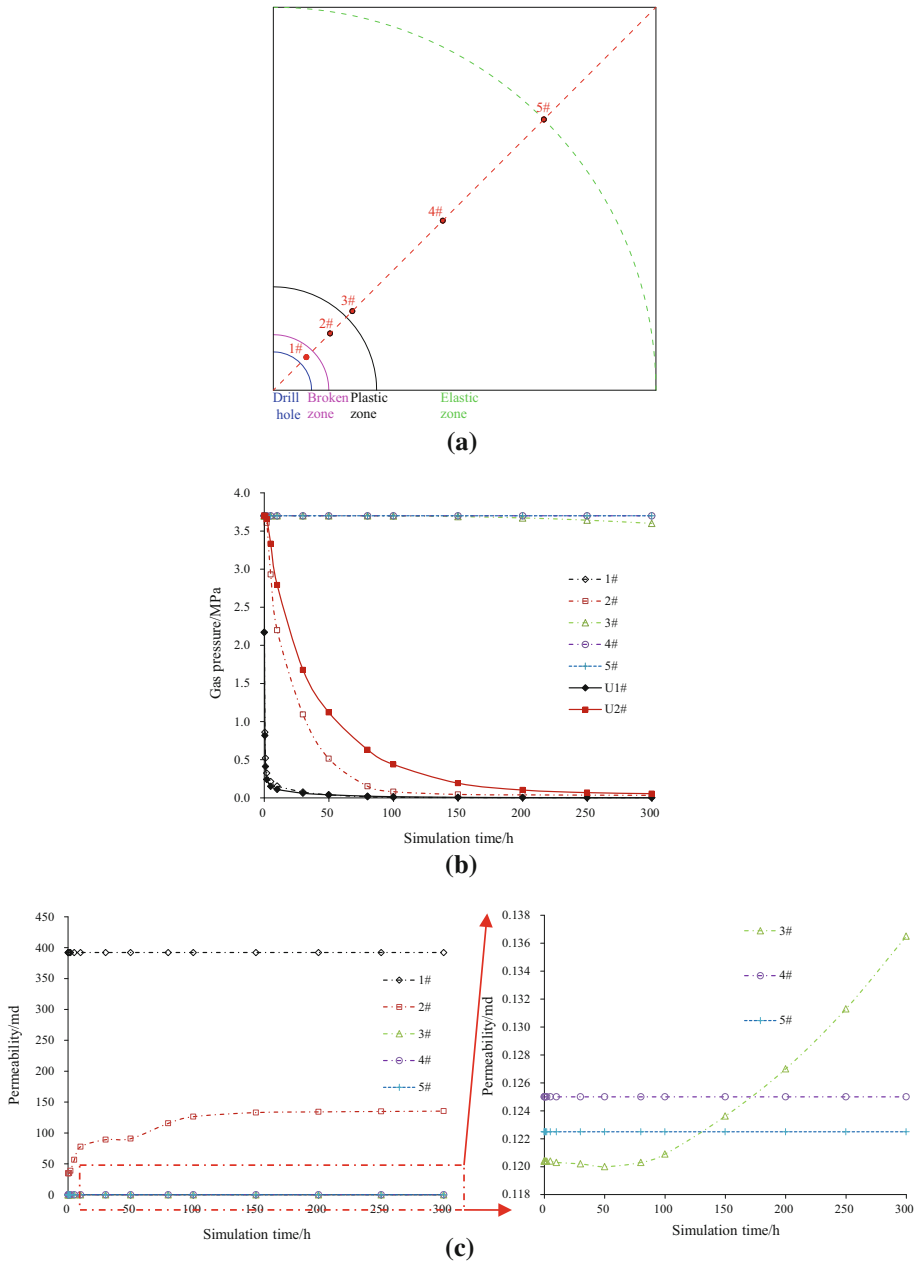 5#
4#
3#
2#
1#
Drill hole
Broken zone
Plastic zone
Elastic zone
(a)
Gas pressure/MPa
4.0
3.5
3.0
2.5
2.0
1.5
1.0
0.5
0.0
0 50 100 150 200 250 300
Simulation time/h
1#
2#
3#
4#
5#
U1#
U2#
(b)
Permeability/md
450
400
350
300
250
200
150
100
50
0
0 50 100 150 200 250 300
Simulation time/h
1#
2#
3#
4#
5#
Permeability/md
0.138
0.136
0.134
0.132
0.130
0.128
0.126
0.124
0.122
0.120
0.118
0 50 100 150 200 250 300
Simulation time/h
3#
4#
5#
(c)